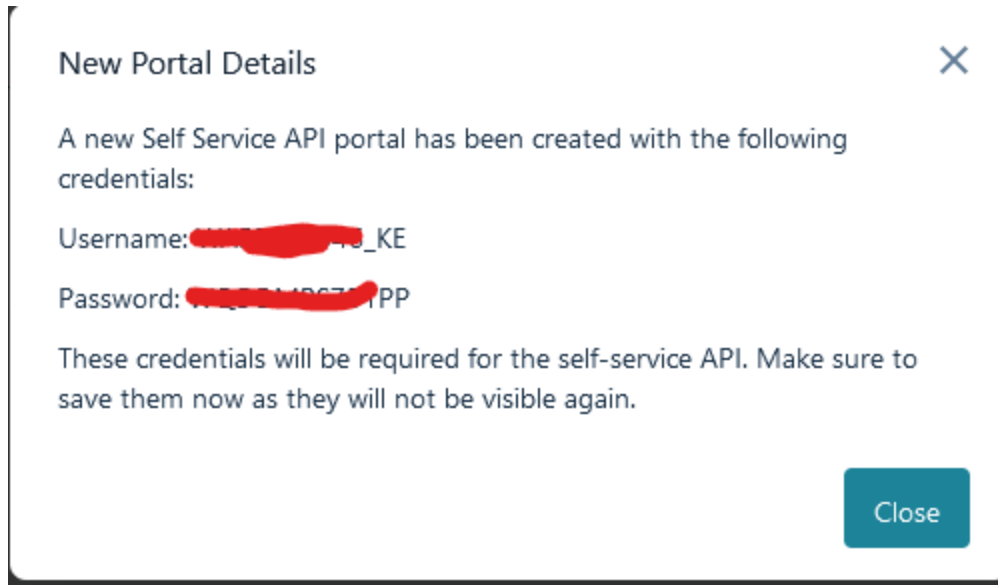 New Portal Details
A new Self Service API portal has been created with the following
credentials:
Username: _KE
Password: PP
These credentials will be required for the self-service API. Make sure to
save them now as they will not be visible again.
Close